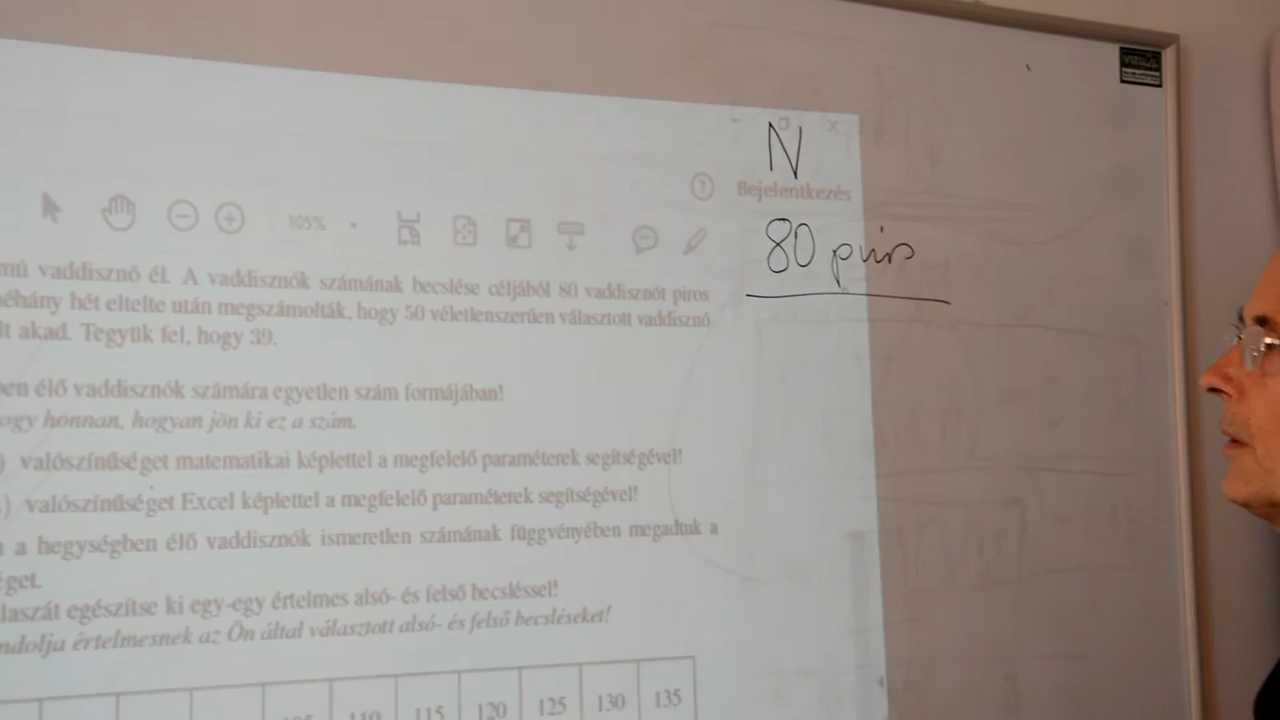 N
Bejelentkezés
105%
80 piros
mű vaddisznó él. A vaddisznók számának becslése céljából 80 vaddisznót piros
néhány hét eltelte után megszámolták, hogy 50 véletlenszerűen választott vaddisznó
lt akad. Tegyük fel, hogy 39.
ben élő vaddisznók számára egyetlen szám formájában!
ogy honnan, hogyan jön ki ez a szám.
) valószínűséget matematikai képlettel a megfelelő paraméterek segítségével!
) valószínűséget Excel képlettel a megfelelő paraméterek segítségével!
a hegységben élő vaddisznók ismeretlen számának függvényében megadtuk a
get.
laszát egészítse ki egy-egy értelmes alsó- és felső becsléssel!
ndolja értelmesnek az Ön által választott alsó- és felső becsléseket!
110 115 120 125 130 135